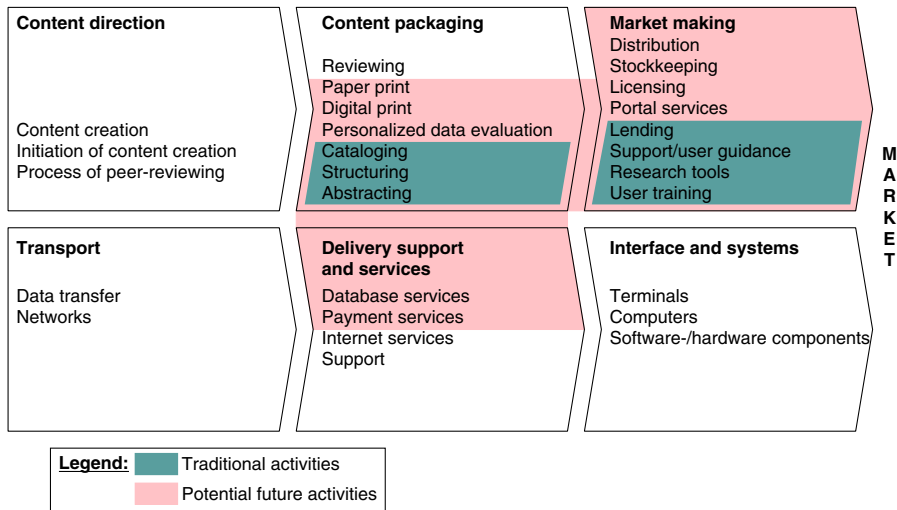 Content direction
Content creation
Initiation of content creation
Process of peer-reviewing
Content packaging
Reviewing
Paper print
Digital print
Personalized data evaluation
Cataloging
Structuring
Abstracting
Market making
Distribution
Stockkeeping
Licensing
Portal services
Lending
Support/user guidance
Research tools
User training
Transport
Data transfer
Networks
Delivery support
and services
Database services
Payment services
Internet services
Support
Interface and systems
Terminals
Computers
Software-/hardware components
M
A
R
K
E
T
Legend:
Traditional activities
Potential future activities